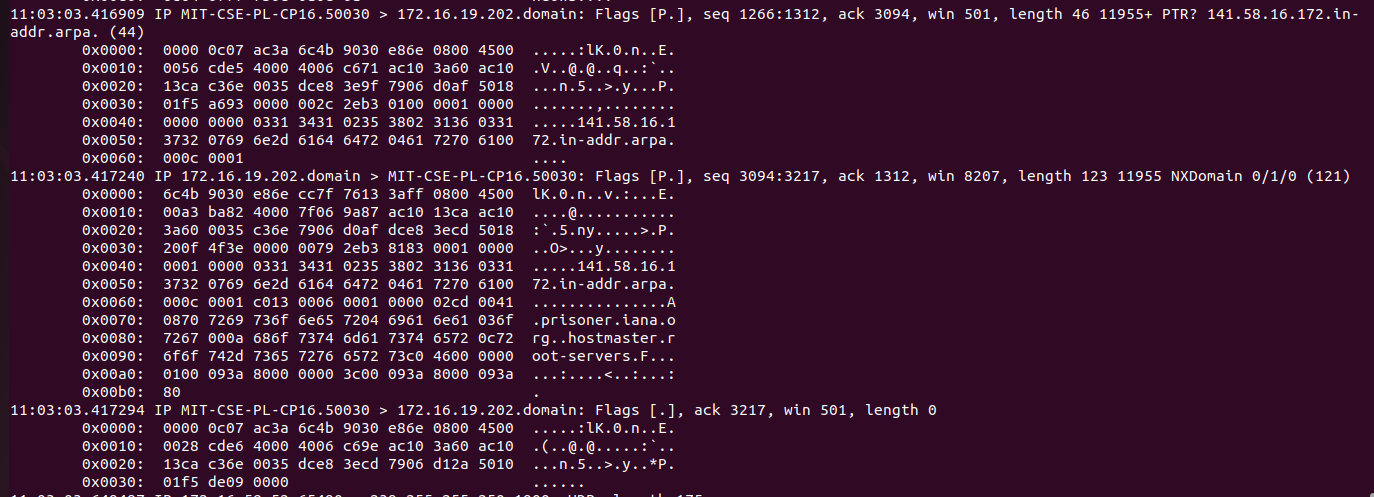 11:03:03.416909 IP MIT-CSE-PL-CP16.50030 > 172.16.19.202.domain: Flags [P.], seq 1266:1312, ack 3094, win 501, length 46 11955+ PTR? 141.58.16.172.in-
addr.arpa. (44)
0x0000:  0000 0c07 ac3a 6c4b 9030 e86e 0800 4500  .....:lK.0.n..E.
0x0010:  0056 cde5 4000 4006 c671 ac10 3a60 ac10  .V..@.@..q..:`..
0x0020:  13ca c36e 0035 dce8 3e9f 7906 d0af 5018  ...n.5..>.y...P.
0x0030:  01f5 a693 0000 002c 2eb3 0100 0001 0000  .......,........
0x0040:  0000 0000 0331 3431 0235 3802 3136 0331  .....141.58.16.1
0x0050:  3732 0769 6e2d 6164 6472 0461 7270 6100  72.in-addr.arpa.
0x0060:  000c 0001  ....
11:03:03.417240 IP 172.16.19.202.domain > MIT-CSE-PL-CP16.50030: Flags [P.], seq 3094:3217, ack 1312, win 8207, length 123 11955 NXDomain 0/1/0 (121)
0x0000:  6c4b 9030 e86e cc7f 7613 3aff 0800 4500  lK.0.n..v.:...E.
0x0010:  00a3 ba82 4000 7f06 9a87 ac10 13ca ac10  ....@...........
0x0020:  3a60 0035 c36e 7906 d0af dce8 3ecd 5018  :`.5.ny.....>.P.
0x0030:  200f 4f3e 0000 0079 2eb3 8183 0001 0000  ..O>...y........
0x0040:  0001 0000 0331 3431 0235 3802 3136 0331  .....141.58.16.1
0x0050:  3732 0769 6e2d 6164 6472 0461 7270 6100  72.in-addr.arpa.
0x0060:  000c 0001 c013 0006 0001 0000 02cd 0041  ...............A
0x0070:  0870 7269 736f 6e65 7204 6961 6e61 036f  .prisoner.iana.o
0x0080:  7267 000a 686f 7374 6d61 7374 6572 0c72  rg..hostmaster.r
0x0090:  6f6f 742d 7365 7276 6572 73c0 4600 0000  oot-servers.F...
0x00a0:  0100 093a 8000 0000 3c00 093a 8000 093a  ...:....<..:...:
0x00b0:  80  .
11:03:03.417294 IP MIT-CSE-PL-CP16.50030 > 172.16.19.202.domain: Flags [.], ack 3217, win 501, length 0
0x0000:  0000 0c07 ac3a 6c4b 9030 e86e 0800 4500  .....:lK.0.n..E.
0x0010:  0028 cde6 4000 4006 c69e ac10 3a60 ac10  .(..@.@.....:`..
0x0020:  13ca c36e 0035 dce8 3ecd 7906 d12a 5010  ...n.5..>.y..*P.
0x0030:  01f5 de09 0000  ......